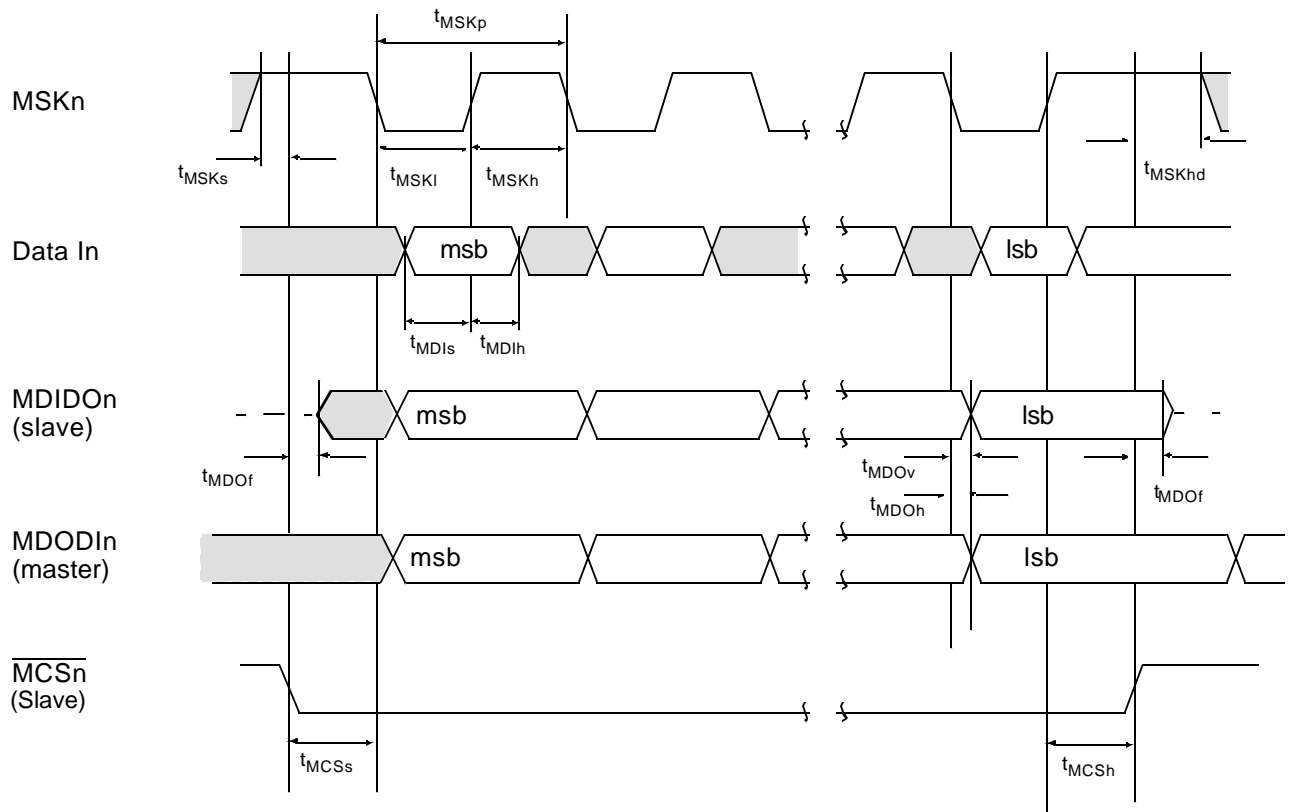 tMSKp
MSKn
tMSKs
tMSKl
tMSKh
tMSKhd
Data In
msb
lsb
tMDIs
tMDIh
MDIDOn
(slave)
msb
lsb
tMDOf
tMDOv
tMDOh
tMDOf
MDODIn
(master)
msb
lsb
MCSn
(Slave)
tMCSs
tMCSh